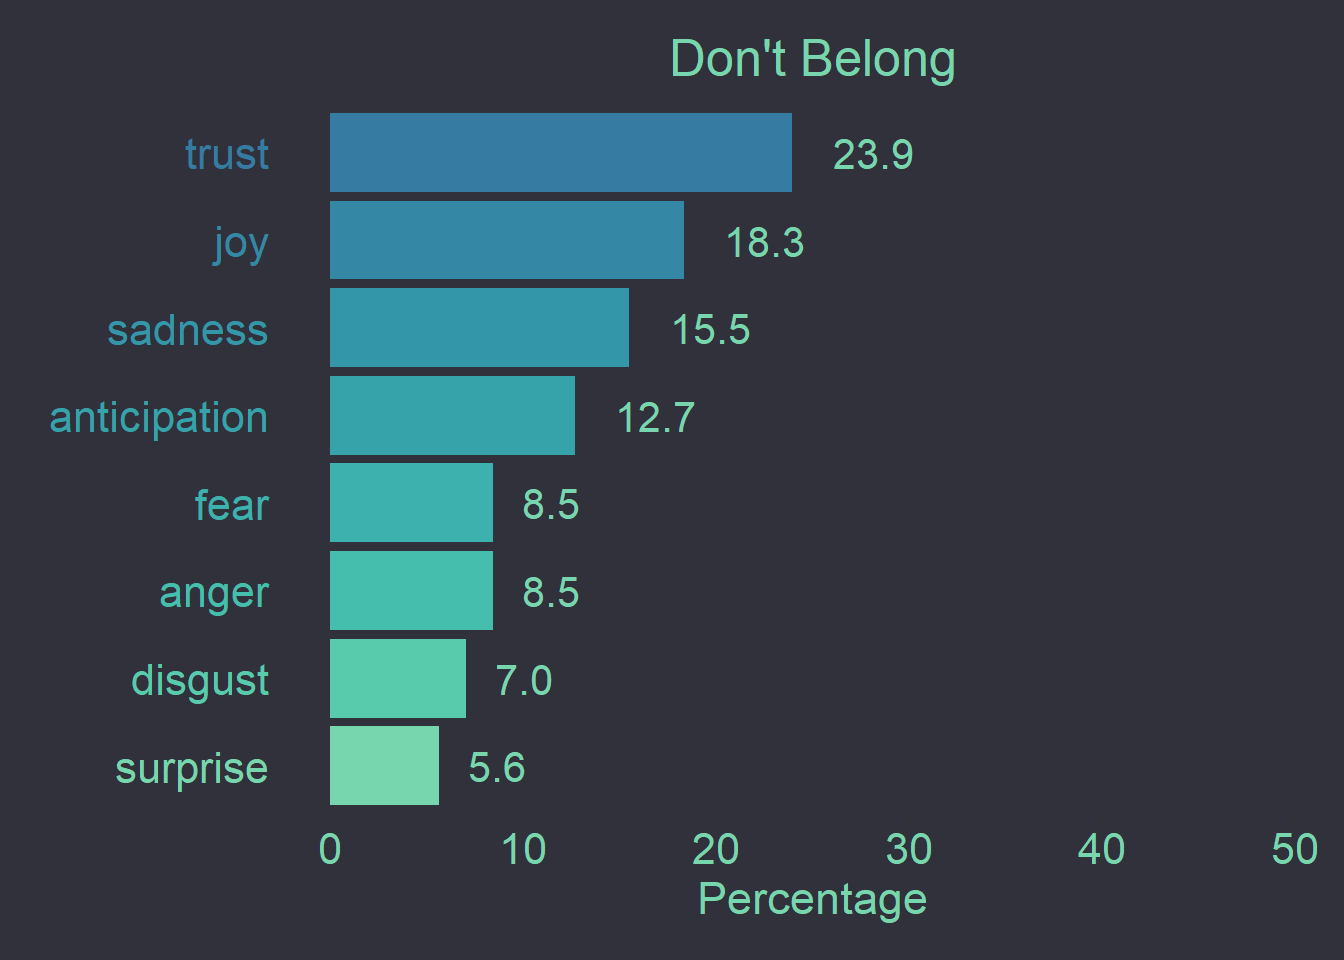 Don't Belong
trust 23.9
joy 18.3
sadness 15.5
anticipation 12.7
fear 8.5
anger 8.5
disgust 7.0
surprise 5.6
0 10 20 30 40 50
Percentage